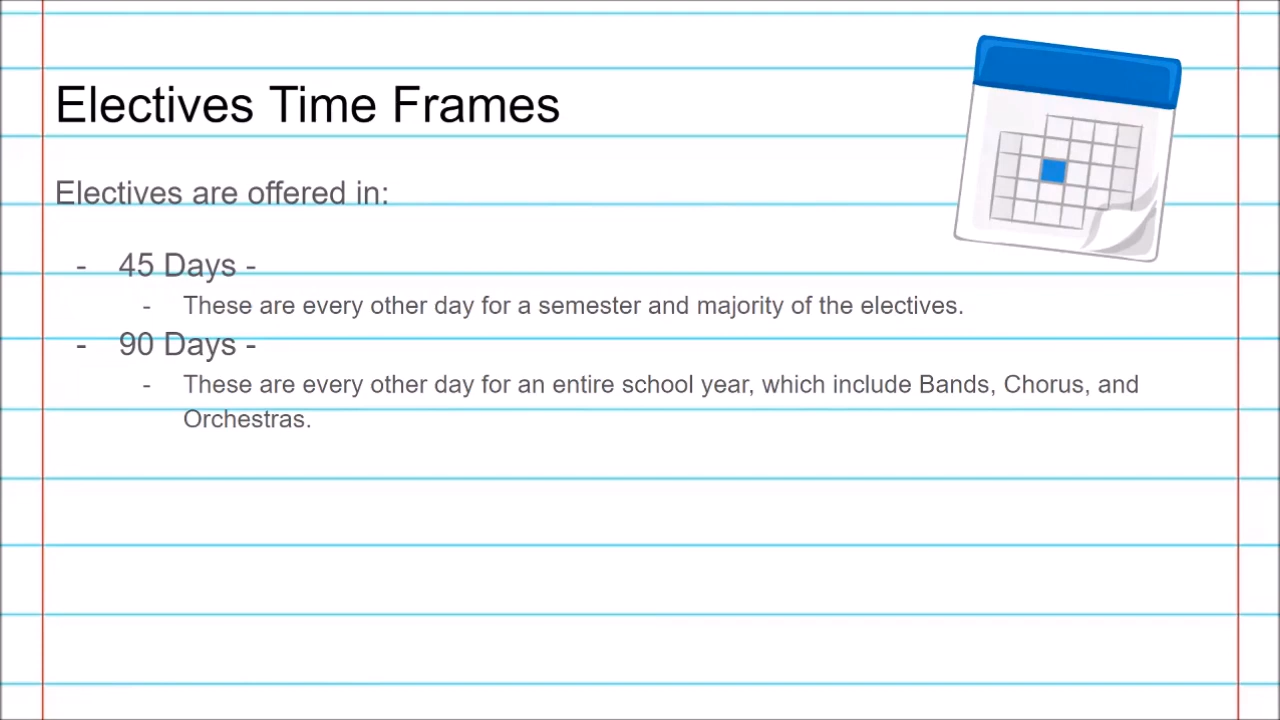 Electives Time Frames
Electives are offered in:
- 45 Days -
- These are every other day for a semester and majority of the electives.
- 90 Days -
- These are every other day for an entire school year, which include Bands, Chorus, and
Orchestras.